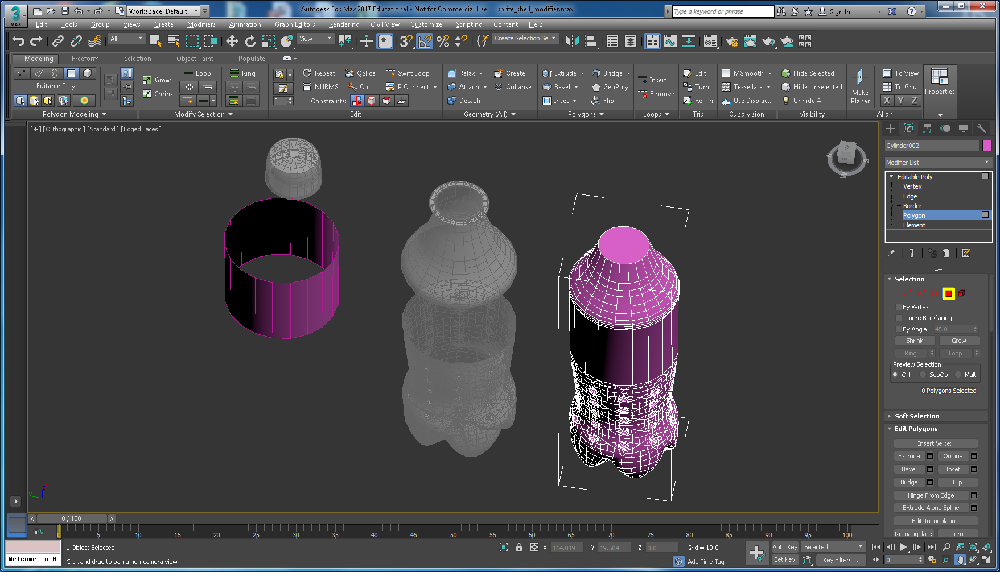 3
MAX
Workspace: Default
Autodesk 3ds Max 2017 Educational - Not for Commercial Use sprite_shell_modifier.max
Type a keyword or phrase
Sign In
Edit Tools Group Views Create Modifiers Animation Graph Editors Rendering Civil View Customize Scripting Content Help
All
View
3
Create Selection Se
Modeling Freeform Selection Object Paint Populate
Grow Loop Ring Repeat QSlice Swift Loop Relax Create Extrude Bridge Insert Edit MSmooth Hide Selected To View
Editable Poly
Shrink NURMS Cut P Connect Attach Collapse Bevel GeoPoly Remove Turn Tessellate Hide Unselected Make Planar To Grid Properties
1 Constraints: Detach Inset Flip Re-Tri Use Displac... Unhide All X Y Z
Polygon Modeling Modify Selection Edit Geometry (All) Polygons Loops Tris Subdivision Visibility Align
[+] [Orthographic] [Standard] [Edged Faces]
Cylinder002
Modifier List
Editable Poly
Vertex
Edge
Border
Polygon
Element
Selection
By Vertex
Ignore Backfacing
By Angle: 45.0
Shrink Grow
Ring Loop
Preview Selection
Off SubObj Multi
0 Polygons Selected
Soft Selection
Edit Polygons
Insert Vertex
Extrude Outline
Bevel Inset
Bridge Flip
Hinge From Edge
Extrude Along Spline
Edit Triangulation
Retriangulate Turn
< 0 / 100 >
0 5 10 15 20 25 30 35 40 45 50 55 60 65 70 75 80 85 90 95 100
1 Object Selected X: 114.019 Y: 19.504 Z: 0.0 Grid = 10.0 Auto Key Selected
Welcome to M
Click and drag to pan a non-camera view Add Time Tag Set Key Key Filters... 0